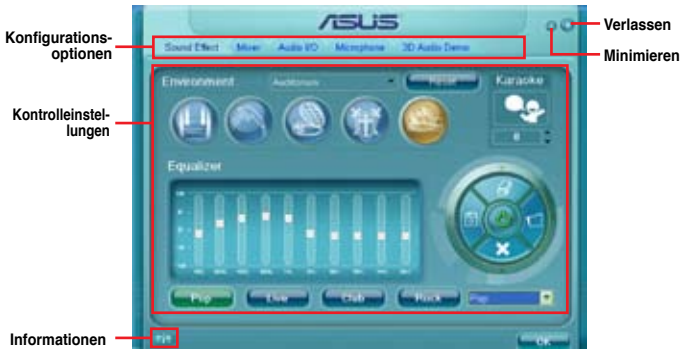 ASUS
Verlassen
Minimieren
Konfigurations-
optionen
Sound Effect Mixer Audio I/O Microphone 3D Audio Demo
Kontrolleinstel-
lungen
Environment Auditorium Reset Karaoke
Equalizer
Pop Live Club Rock Pop
Informationen
OK